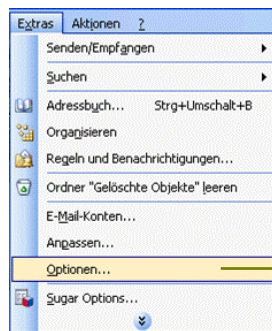 Extras Aktionen ?
Senden/Empfangen
Suchen
Adressbuch... Strg+Umschalt+B
Organisieren
Regeln und Benachrichtigungen...
Ordner "Gelöschte Objekte" leeren
E-Mail-Konten...
Anpassen...
Optionen...
Sugar Options...